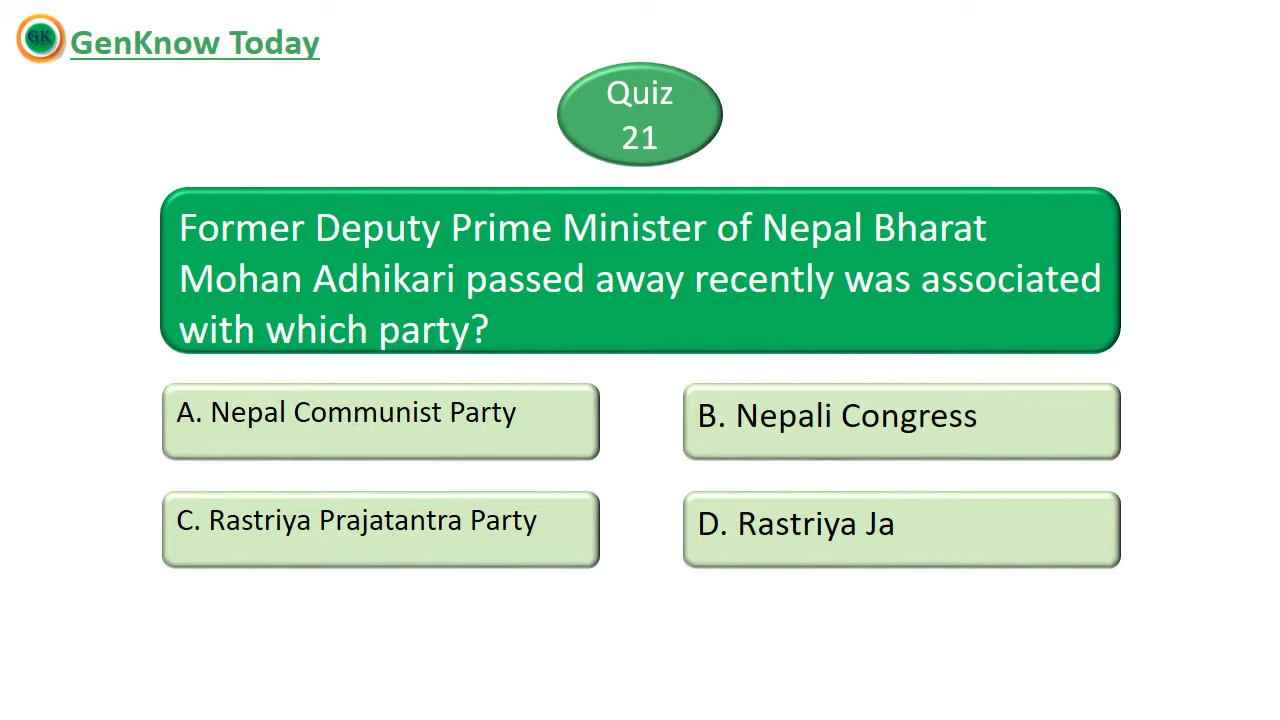 GK GenKnow Today
Quiz
21
Former Deputy Prime Minister of Nepal Bharat
Mohan Adhikari passed away recently was associated
with which party?
A. Nepal Communist Party
B. Nepali Congress
C. Rastriya Prajatantra Party
D. Rastriya Ja